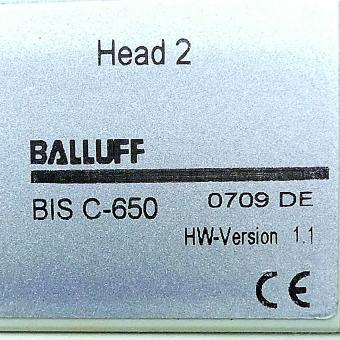 Head 2
BALLUFF
BIS C-650 0709 DE
HW-Version 1.1
CE